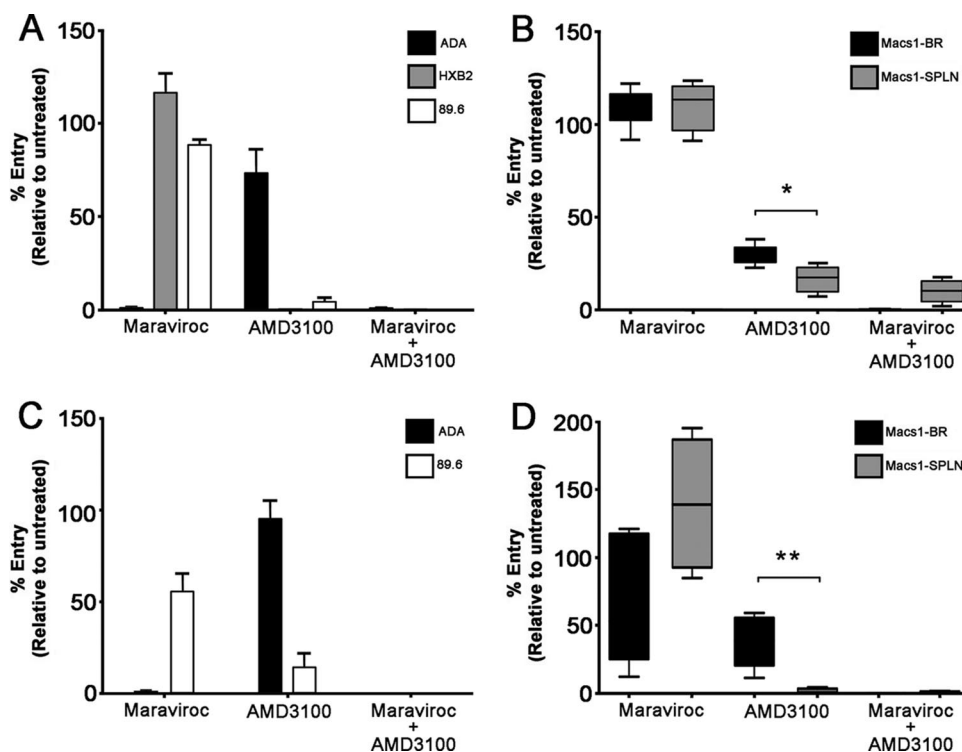 A
% Entry
(Relative to untreated)
150
100
50
0
ADA
HXB2
89.6
Maraviroc
AMD3100
Maraviroc
+
AMD3100
B
% Entry
(Relative to untreated)
150
100
50
0
Macs1-BR
Macs1-SPLN
*
Maraviroc
AMD3100
Maraviroc
+
AMD3100
C
% Entry
(Relative to untreated)
150
100
50
0
ADA
89.6
Maraviroc
AMD3100
Maraviroc
+
AMD3100
D
% Entry
(Relative to untreated)
200
150
100
50
0
Macs1-BR
Macs1-SPLN
**
Maraviroc
AMD3100
Maraviroc
+
AMD3100